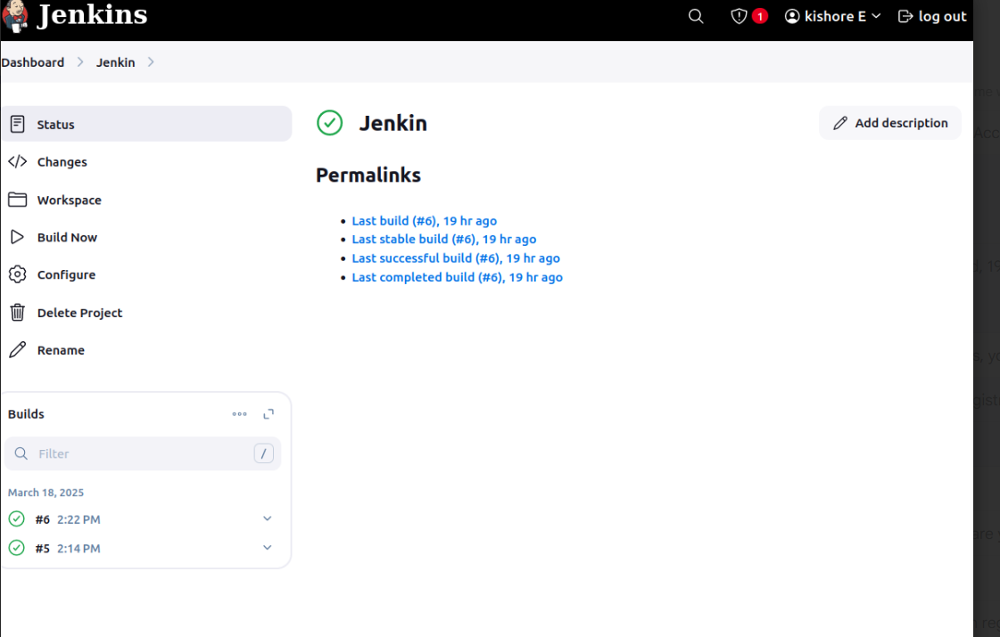 Jenkins
1
kishore E
log out
Dashboard
Jenkin
Status
Changes
Workspace
Build Now
Configure
Delete Project
Rename
Jenkin
Add description
Permalinks
Last build (#6), 19 hr ago
Last stable build (#6), 19 hr ago
Last successful build (#6), 19 hr ago
Last completed build (#6), 19 hr ago
Builds
Filter
/
March 18, 2025
#6 2:22 PM
#5 2:14 PM